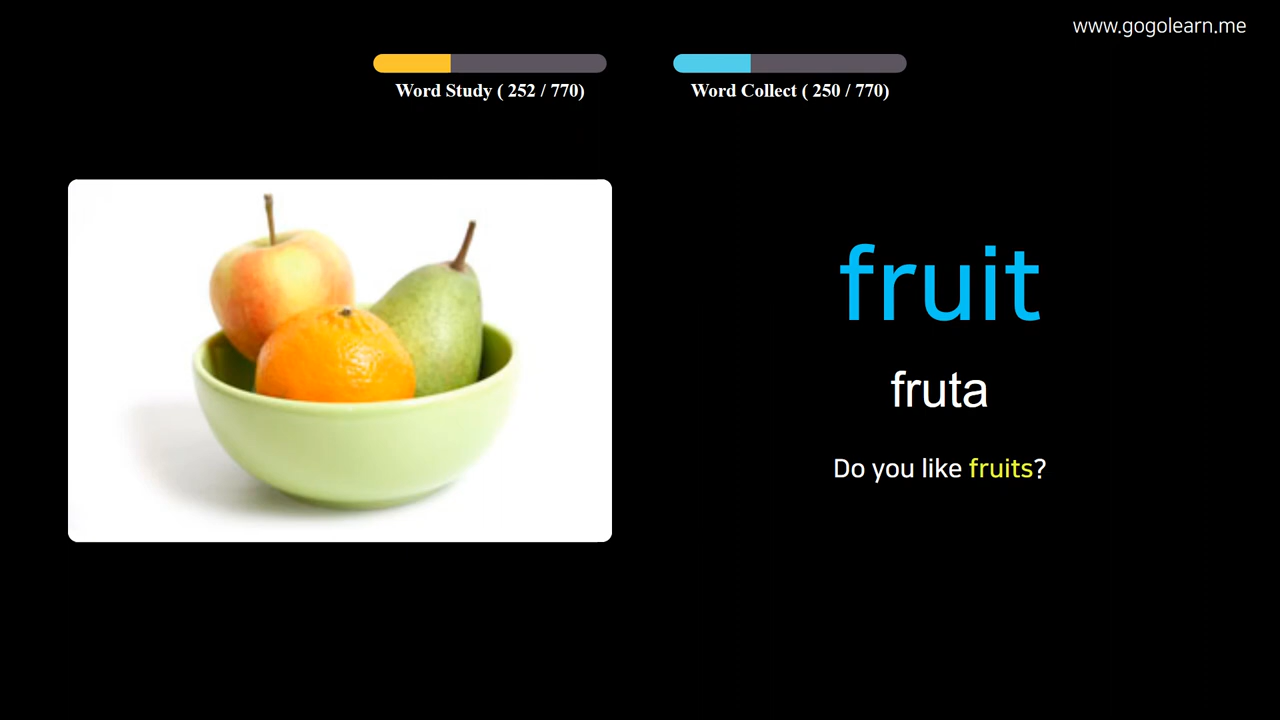 www.gogolearn.me
Word Study ( 252 / 770)
Word Collect ( 250 / 770)
fruit
fruta
Do you like fruits?